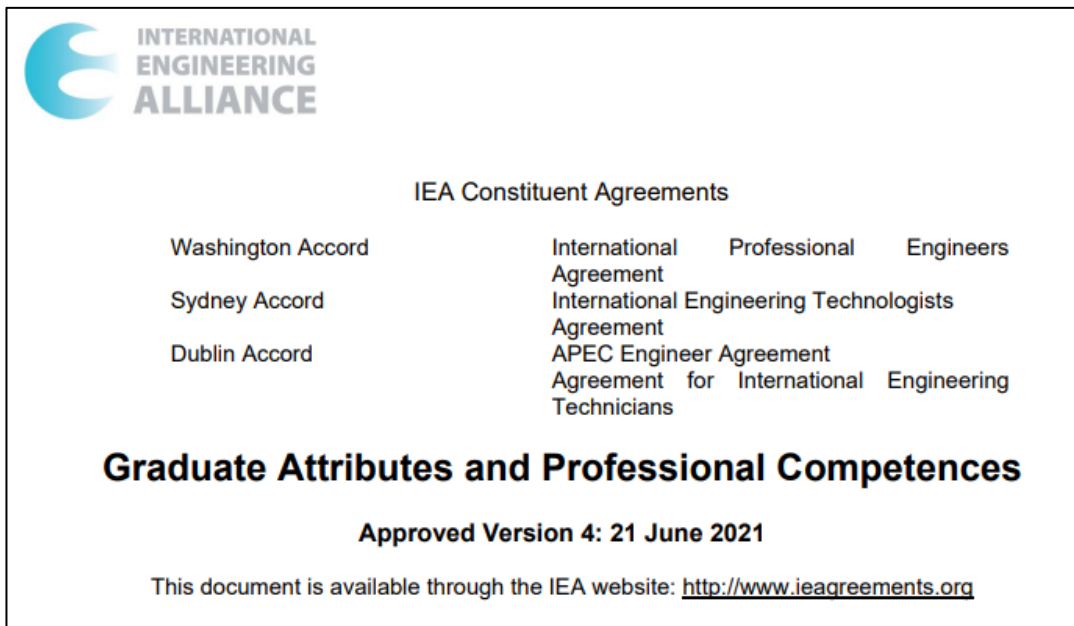 INTERNATIONAL
ENGINEERING
ALLIANCE
IEA Constituent Agreements
Washington Accord
International Professional Engineers
Agreement
Sydney Accord
International Engineering Technologists
Agreement
Dublin Accord
APEC Engineer Agreement
Agreement for International Engineering
Technicians
Graduate Attributes and Professional Competences
Approved Version 4: 21 June 2021
This document is available through the IEA website: http://www.ieagreements.org